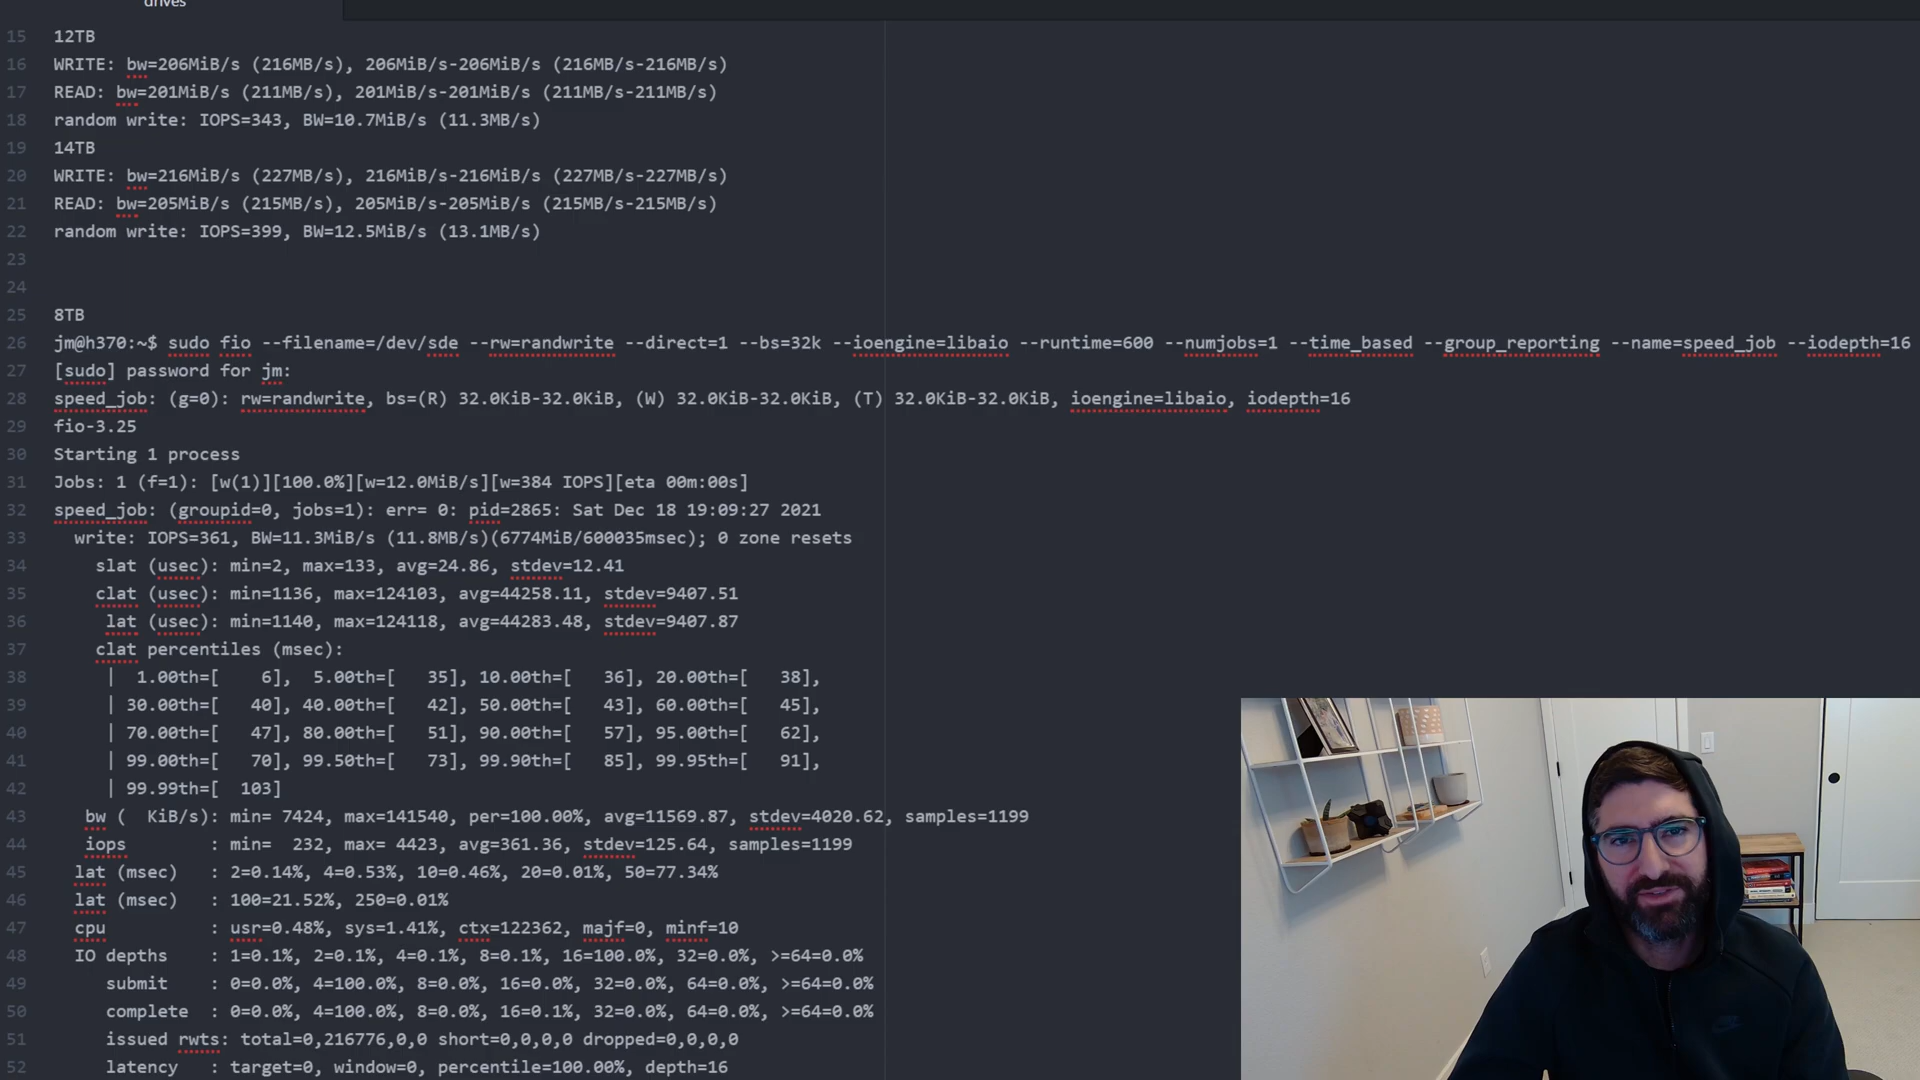 drives
15 12TB
16 WRITE: bw=206MiB/s (216MB/s), 206MiB/s-206MiB/s (216MB/s-216MB/s)
17 READ: bw=201MiB/s (211MB/s), 201MiB/s-201MiB/s (211MB/s-211MB/s)
18 random write: IOPS=343, BW=10.7MiB/s (11.3MB/s)
19 14TB
20 WRITE: bw=216MiB/s (227MB/s), 216MiB/s-216MiB/s (227MB/s-227MB/s)
21 READ: bw=205MiB/s (215MB/s), 205MiB/s-205MiB/s (215MB/s-215MB/s)
22 random write: IOPS=399, BW=12.5MiB/s (13.1MB/s)
23
24
25 8TB
26 jm@h370:~$ sudo fio --filename=/dev/sde --rw=randwrite --direct=1 --bs=32k --ioengine=libaio --runtime=600 --numjobs=1 --time_based --group_reporting --name=speed_job --iodepth=16
27 [sudo] password for jm:
28 speed_job: (g=0): rw=randwrite, bs=(R) 32.0KiB-32.0KiB, (W) 32.0KiB-32.0KiB, (T) 32.0KiB-32.0KiB, ioengine=libaio, iodepth=16
29 fio-3.25
30 Starting 1 process
31 Jobs: 1 (f=1): [w(1)][100.0%][w=12.0MiB/s][w=384 IOPS][eta 00m:00s]
32 speed_job: (groupid=0, jobs=1): err= 0: pid=2865: Sat Dec 18 19:09:27 2021
33 write: IOPS=361, BW=11.3MiB/s (11.8MB/s)(6774MiB/600035msec); 0 zone resets
34 slat (usec): min=2, max=133, avg=24.86, stdev=12.41
35 clat (usec): min=1136, max=124103, avg=44258.11, stdev=9407.51
36 lat (usec): min=1140, max=124118, avg=44283.48, stdev=9407.87
37 clat percentiles (msec):
38 | 1.00th=[ 6], 5.00th=[ 35], 10.00th=[ 36], 20.00th=[ 38],
39 | 30.00th=[ 40], 40.00th=[ 42], 50.00th=[ 43], 60.00th=[ 45],
40 | 70.00th=[ 47], 80.00th=[ 51], 90.00th=[ 57], 95.00th=[ 62],
41 | 99.00th=[ 70], 99.50th=[ 73], 99.90th=[ 85], 99.95th=[ 91],
42 | 99.99th=[ 103]
43 bw ( KiB/s): min= 7424, max=141540, per=100.00%, avg=11569.87, stdev=4020.62, samples=1199
44 iops : min= 232, max= 4423, avg=361.36, stdev=125.64, samples=1199
45 lat (msec) : 2=0.14%, 4=0.53%, 10=0.46%, 20=0.01%, 50=77.34%
46 lat (msec) : 100=21.52%, 250=0.01%
47 cpu : usr=0.48%, sys=1.41%, ctx=122362, majf=0, minf=10
48 IO depths : 1=0.1%, 2=0.1%, 4=0.1%, 8=0.1%, 16=100.0%, 32=0.0%, >=64=0.0%
49 submit : 0=0.0%, 4=100.0%, 8=0.0%, 16=0.0%, 32=0.0%, 64=0.0%, >=64=0.0%
50 complete : 0=0.0%, 4=100.0%, 8=0.0%, 16=0.1%, 32=0.0%, 64=0.0%, >=64=0.0%
51 issued rwts: total=0,216776,0,0 short=0,0,0,0 dropped=0,0,0,0
52 latency : target=0, window=0, percentile=100.00%, depth=16